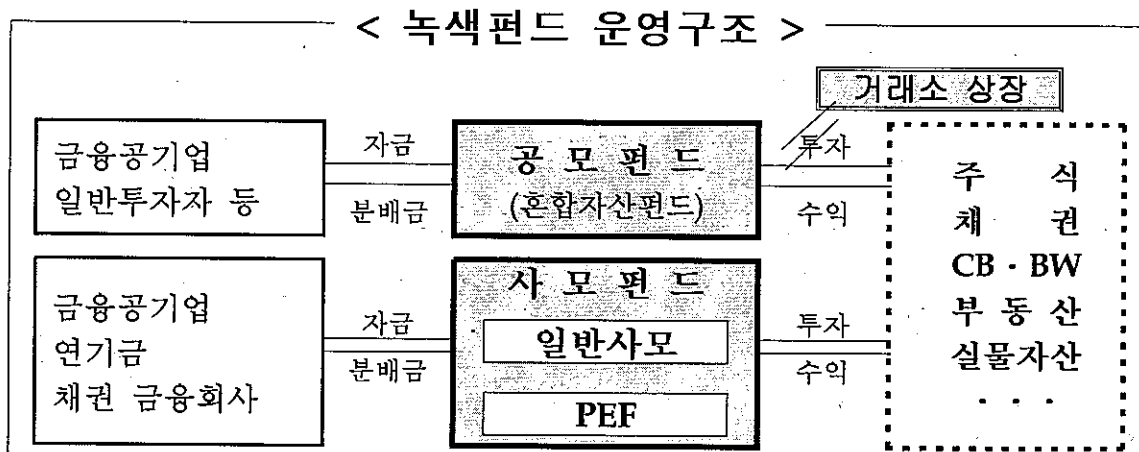 < 녹색펀드 운영구조 >
거래소 상장
금융공기업
일반투자자 등
자금
분배금
공 모 펀 드
(혼합자산펀드)
투자
수익
금융공기업
연기금
채권 금융회사
자금
분배금
사 모 펀 드
일반사모
PEF
투자
수익
주 식
채 권
CB · BW
부 동 산
실물자산
· · ·